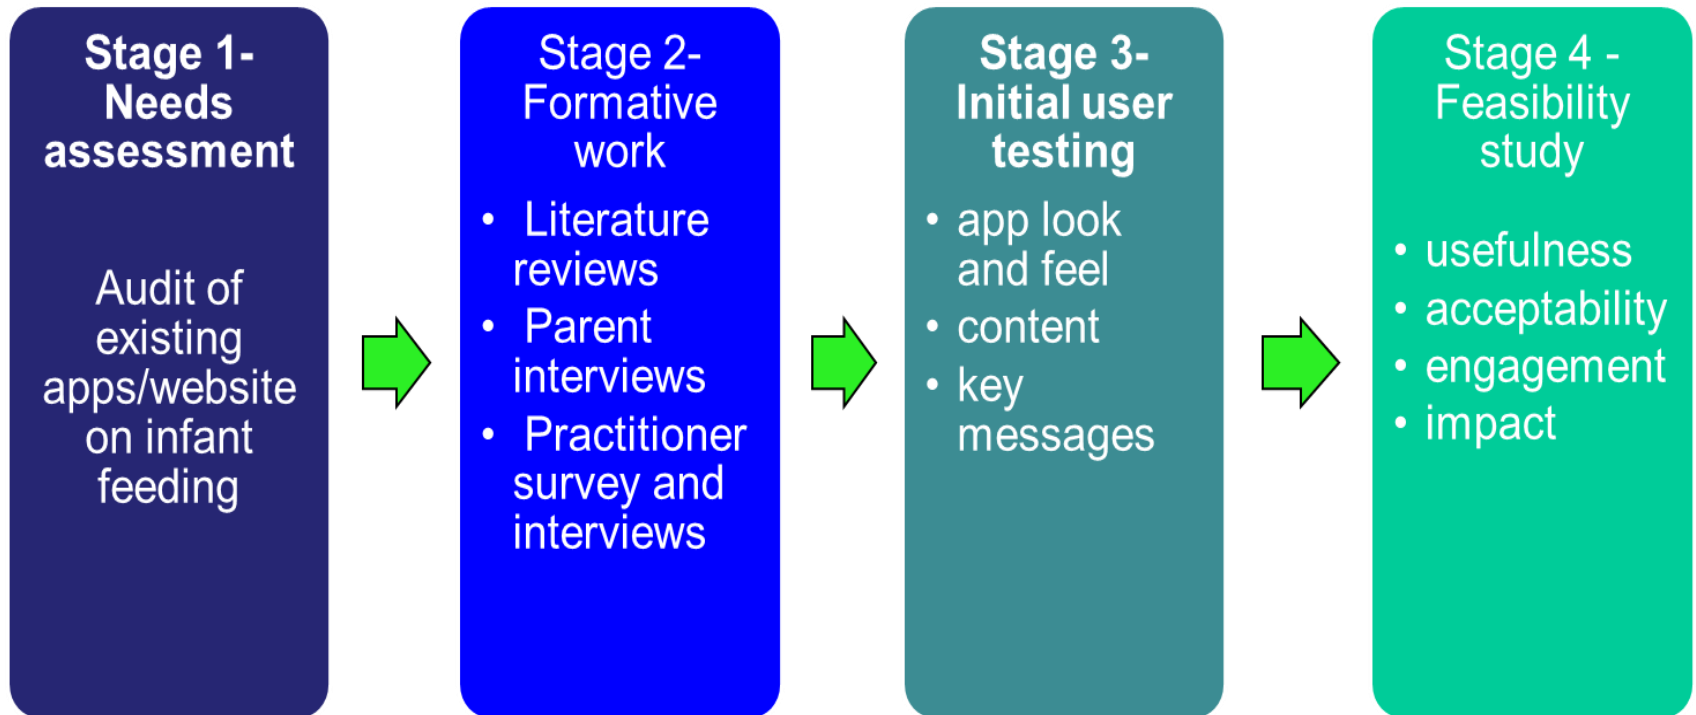 Stage 1-
Needs
assessment
Audit of
existing
apps/website
on infant
feeding
Stage 2-
Formative
work
• Literature
reviews
• Parent
interviews
• Practitioner
survey and
interviews
Stage 3-
Initial user
testing
• app look
and feel
• content
• key
messages
Stage 4 -
Feasibility
study
• usefulness
• acceptability
• engagement
• impact